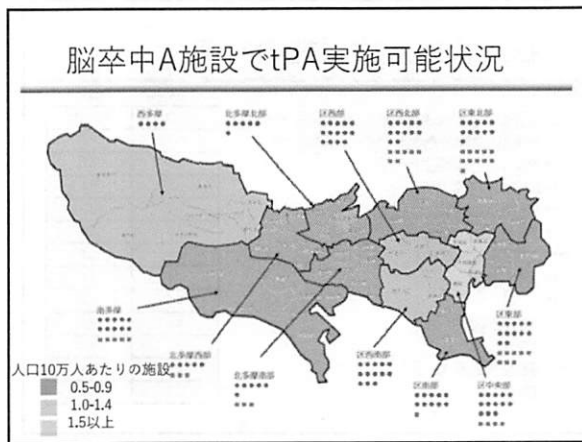 脳卒中A施設でtPA実施可能状況
西多摩
北多摩北部
区西部
区西北部
区東北部
南多摩
北多摩西部
北多摩南部
区西南部
区南部
区中央部
区東部
人口10万人あたりの施設
0.5-0.9
1.0-1.4
1.5以上